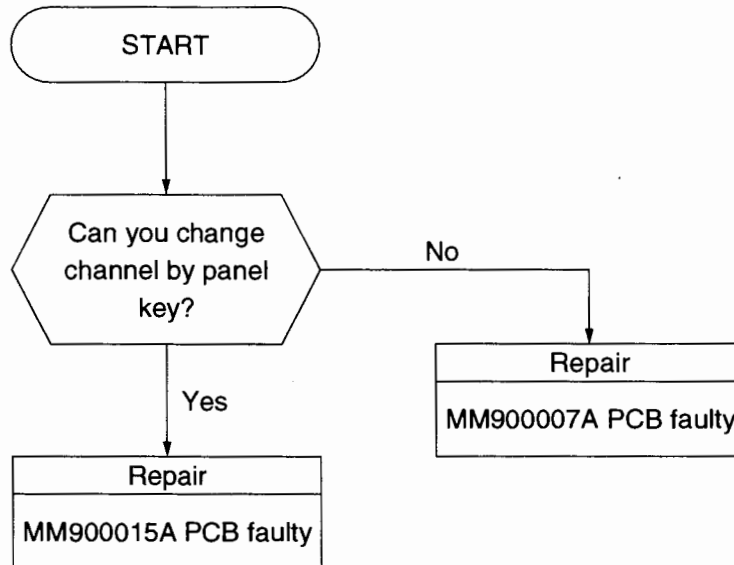 START
Can you change
channel by panel
key?
No
Yes
Repair
MM900007A PCB faulty
Repair
MM900015A PCB faulty